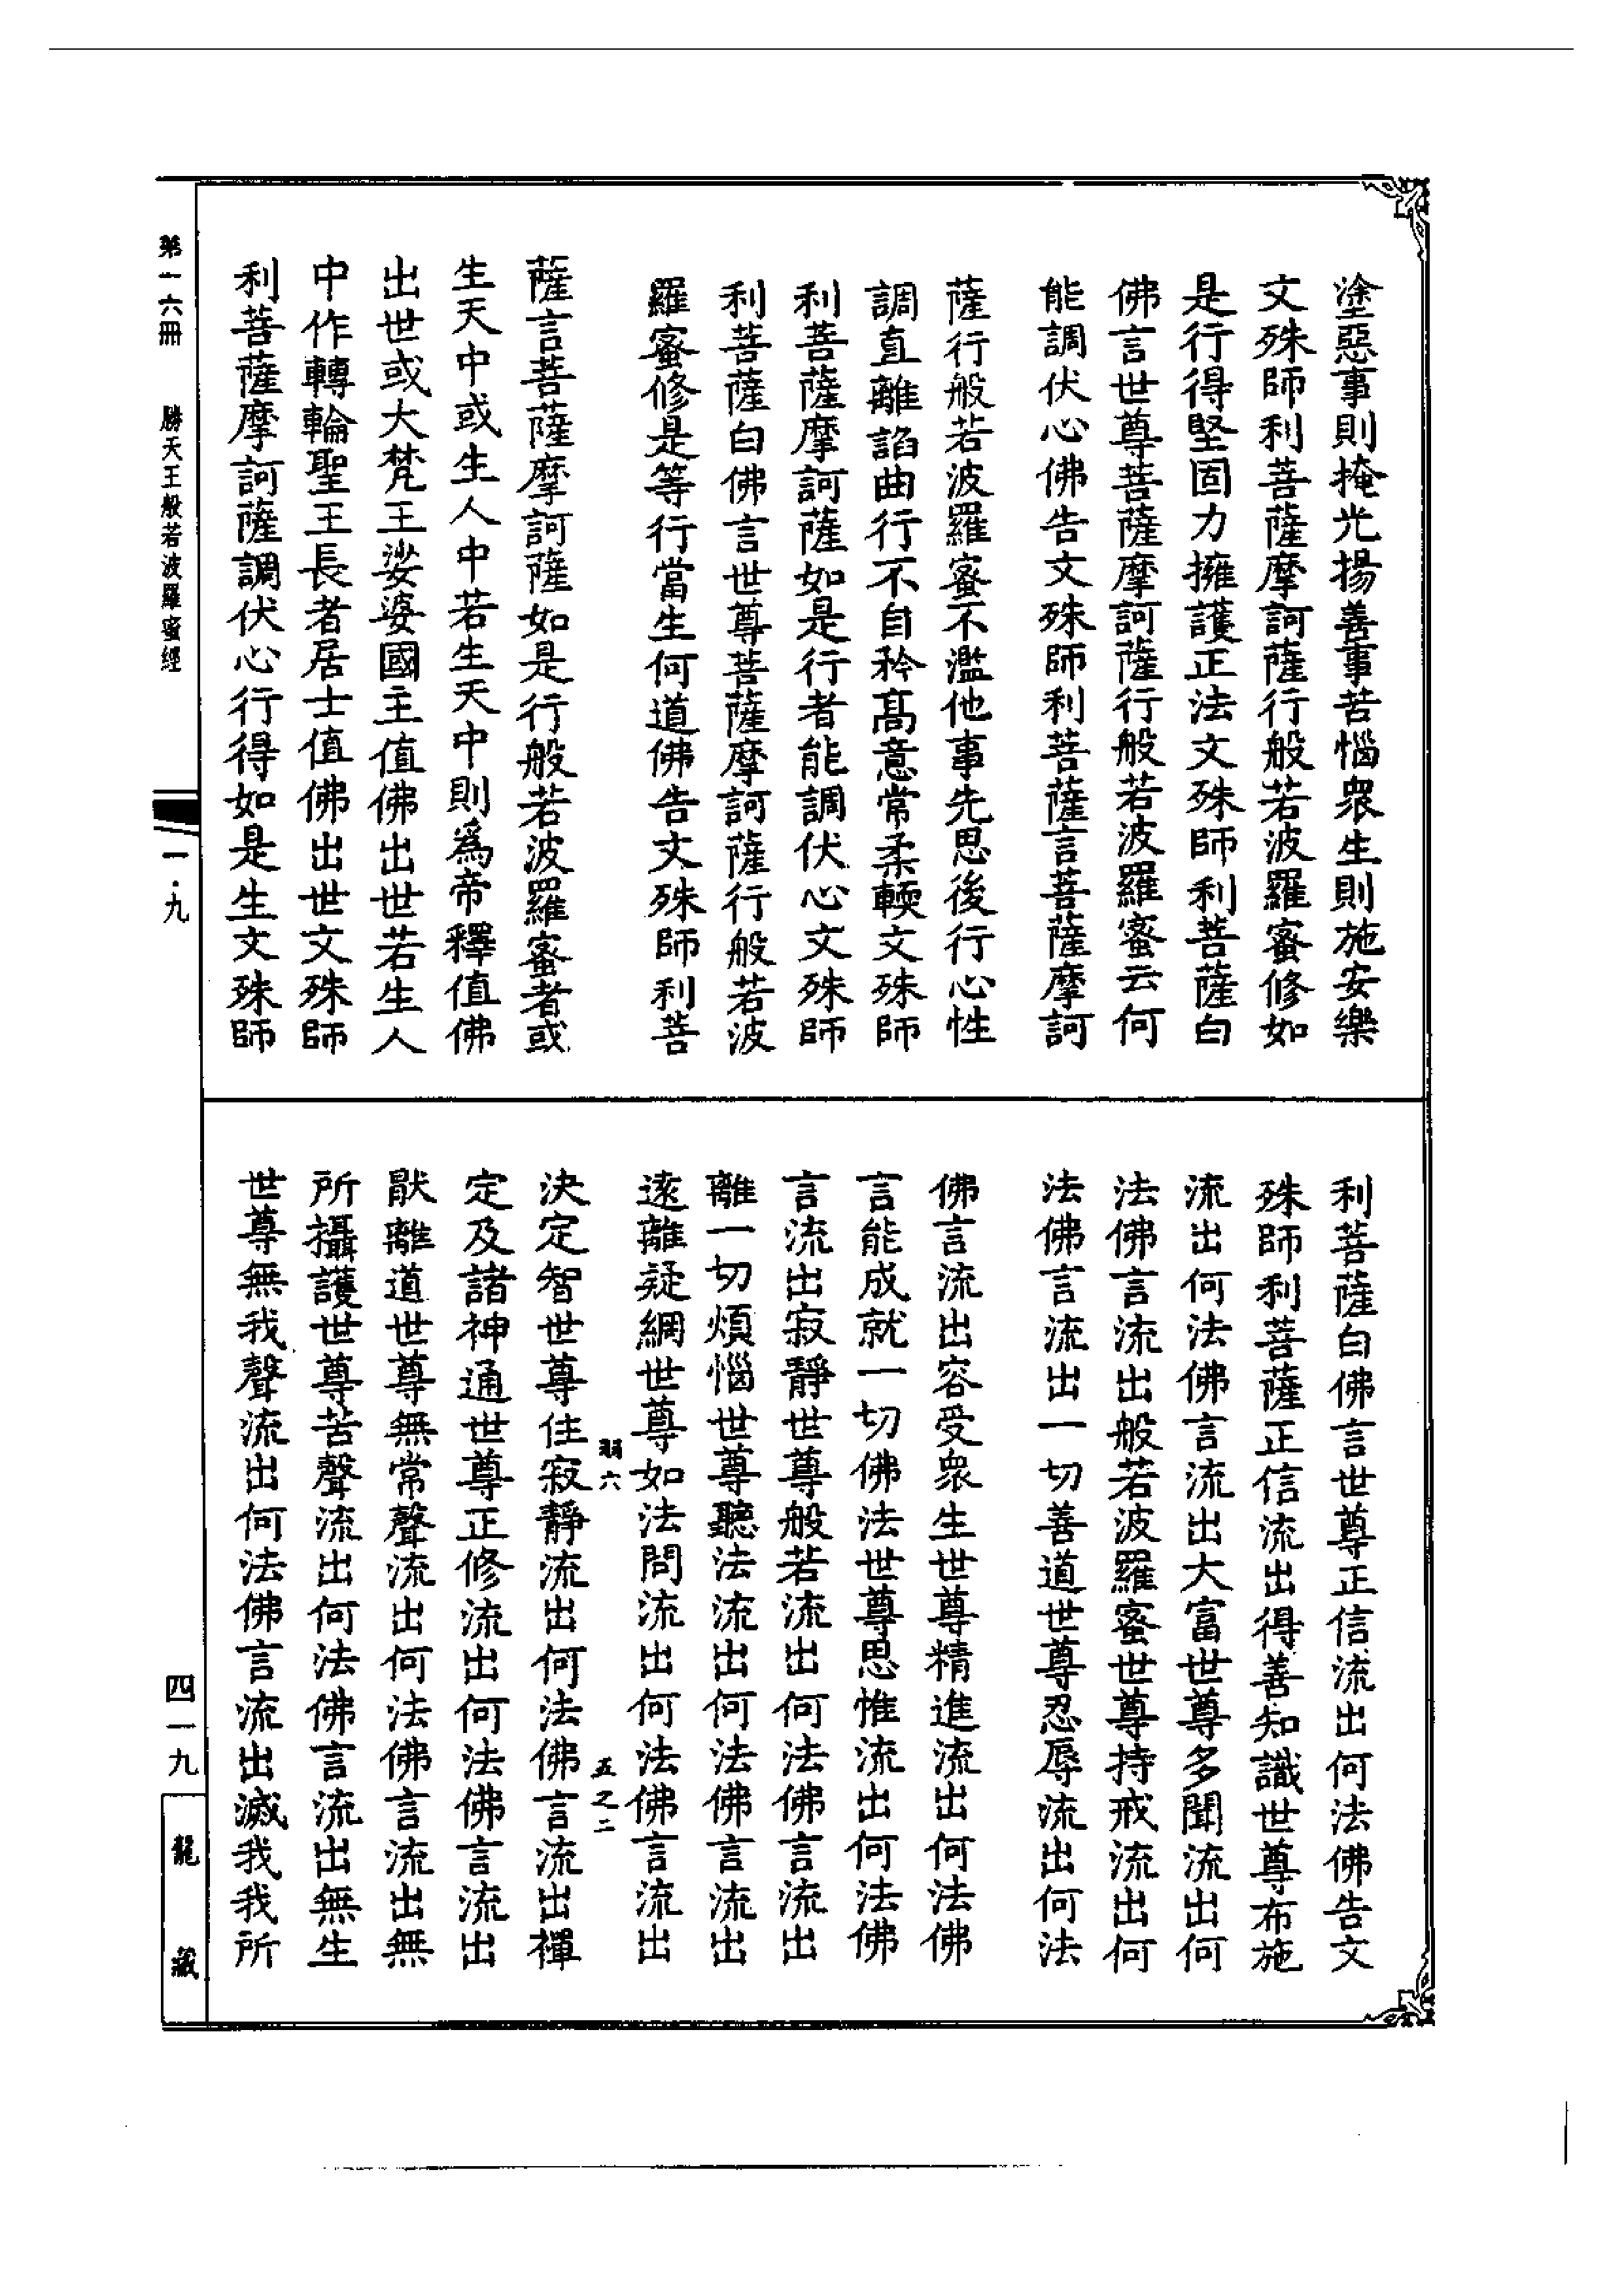 塗惡事則掩光揚善事苦惱衆生則施安樂
文殊師利菩薩摩訶薩行般若波羅蜜修如
是行得堅固力擁護正法文殊師利菩薩白
佛言世尊菩薩摩訶薩行般若波羅蜜云何
能調伏心佛告文殊師利菩薩言菩薩摩訶
薩行般若波羅蜜不濫他事先思後行心性
調直離諂曲行不自矜髙意常柔輭文殊師
利菩薩摩訶薩如是行者能調伏心文殊師
利菩薩白佛言世尊菩薩摩訶薩行般若波
羅蜜修是等行當生何道佛告文殊師利菩
薩言菩薩摩訶薩如是行般若波羅蜜者或
生天中或生人中若生天中則爲帝釋值佛
出世或大梵王娑婆國主值佛出世若生人
中作轉輪聖王長者居士值佛出世文殊師
利菩薩摩訶薩調伏心行得如是生文殊師
利菩薩白佛言世尊正信流出何法佛告文
殊師利菩薩正信流出得善知識世尊布施
流出何法佛言流出大富世尊多聞流出何
法佛言流出般若波羅蜜世尊持戒流出何
法佛言流出一切善道世尊忍辱流出何法
佛言流出容受衆生世尊精進流出何法佛
言能成就一切佛法世尊思惟流出何法佛
言流出寂靜世尊般若流出何法佛言流出
離一切煩惱世尊聽法流出何法佛言流出
遠離疑網世尊如法問流出何法佛言流出
弱六 五之二
決定智世尊住寂靜流出何法佛言流出禪
定及諸神通世尊正修流出何法佛言流出
猒離道世尊無常聲流出何法佛言流出無
所攝護世尊苦聲流出何法佛言流出無生
世尊無我聲流出何法佛言流出滅我我所
第一六冊 勝天王般若波羅蜜經
一·九
四一九
龍藏